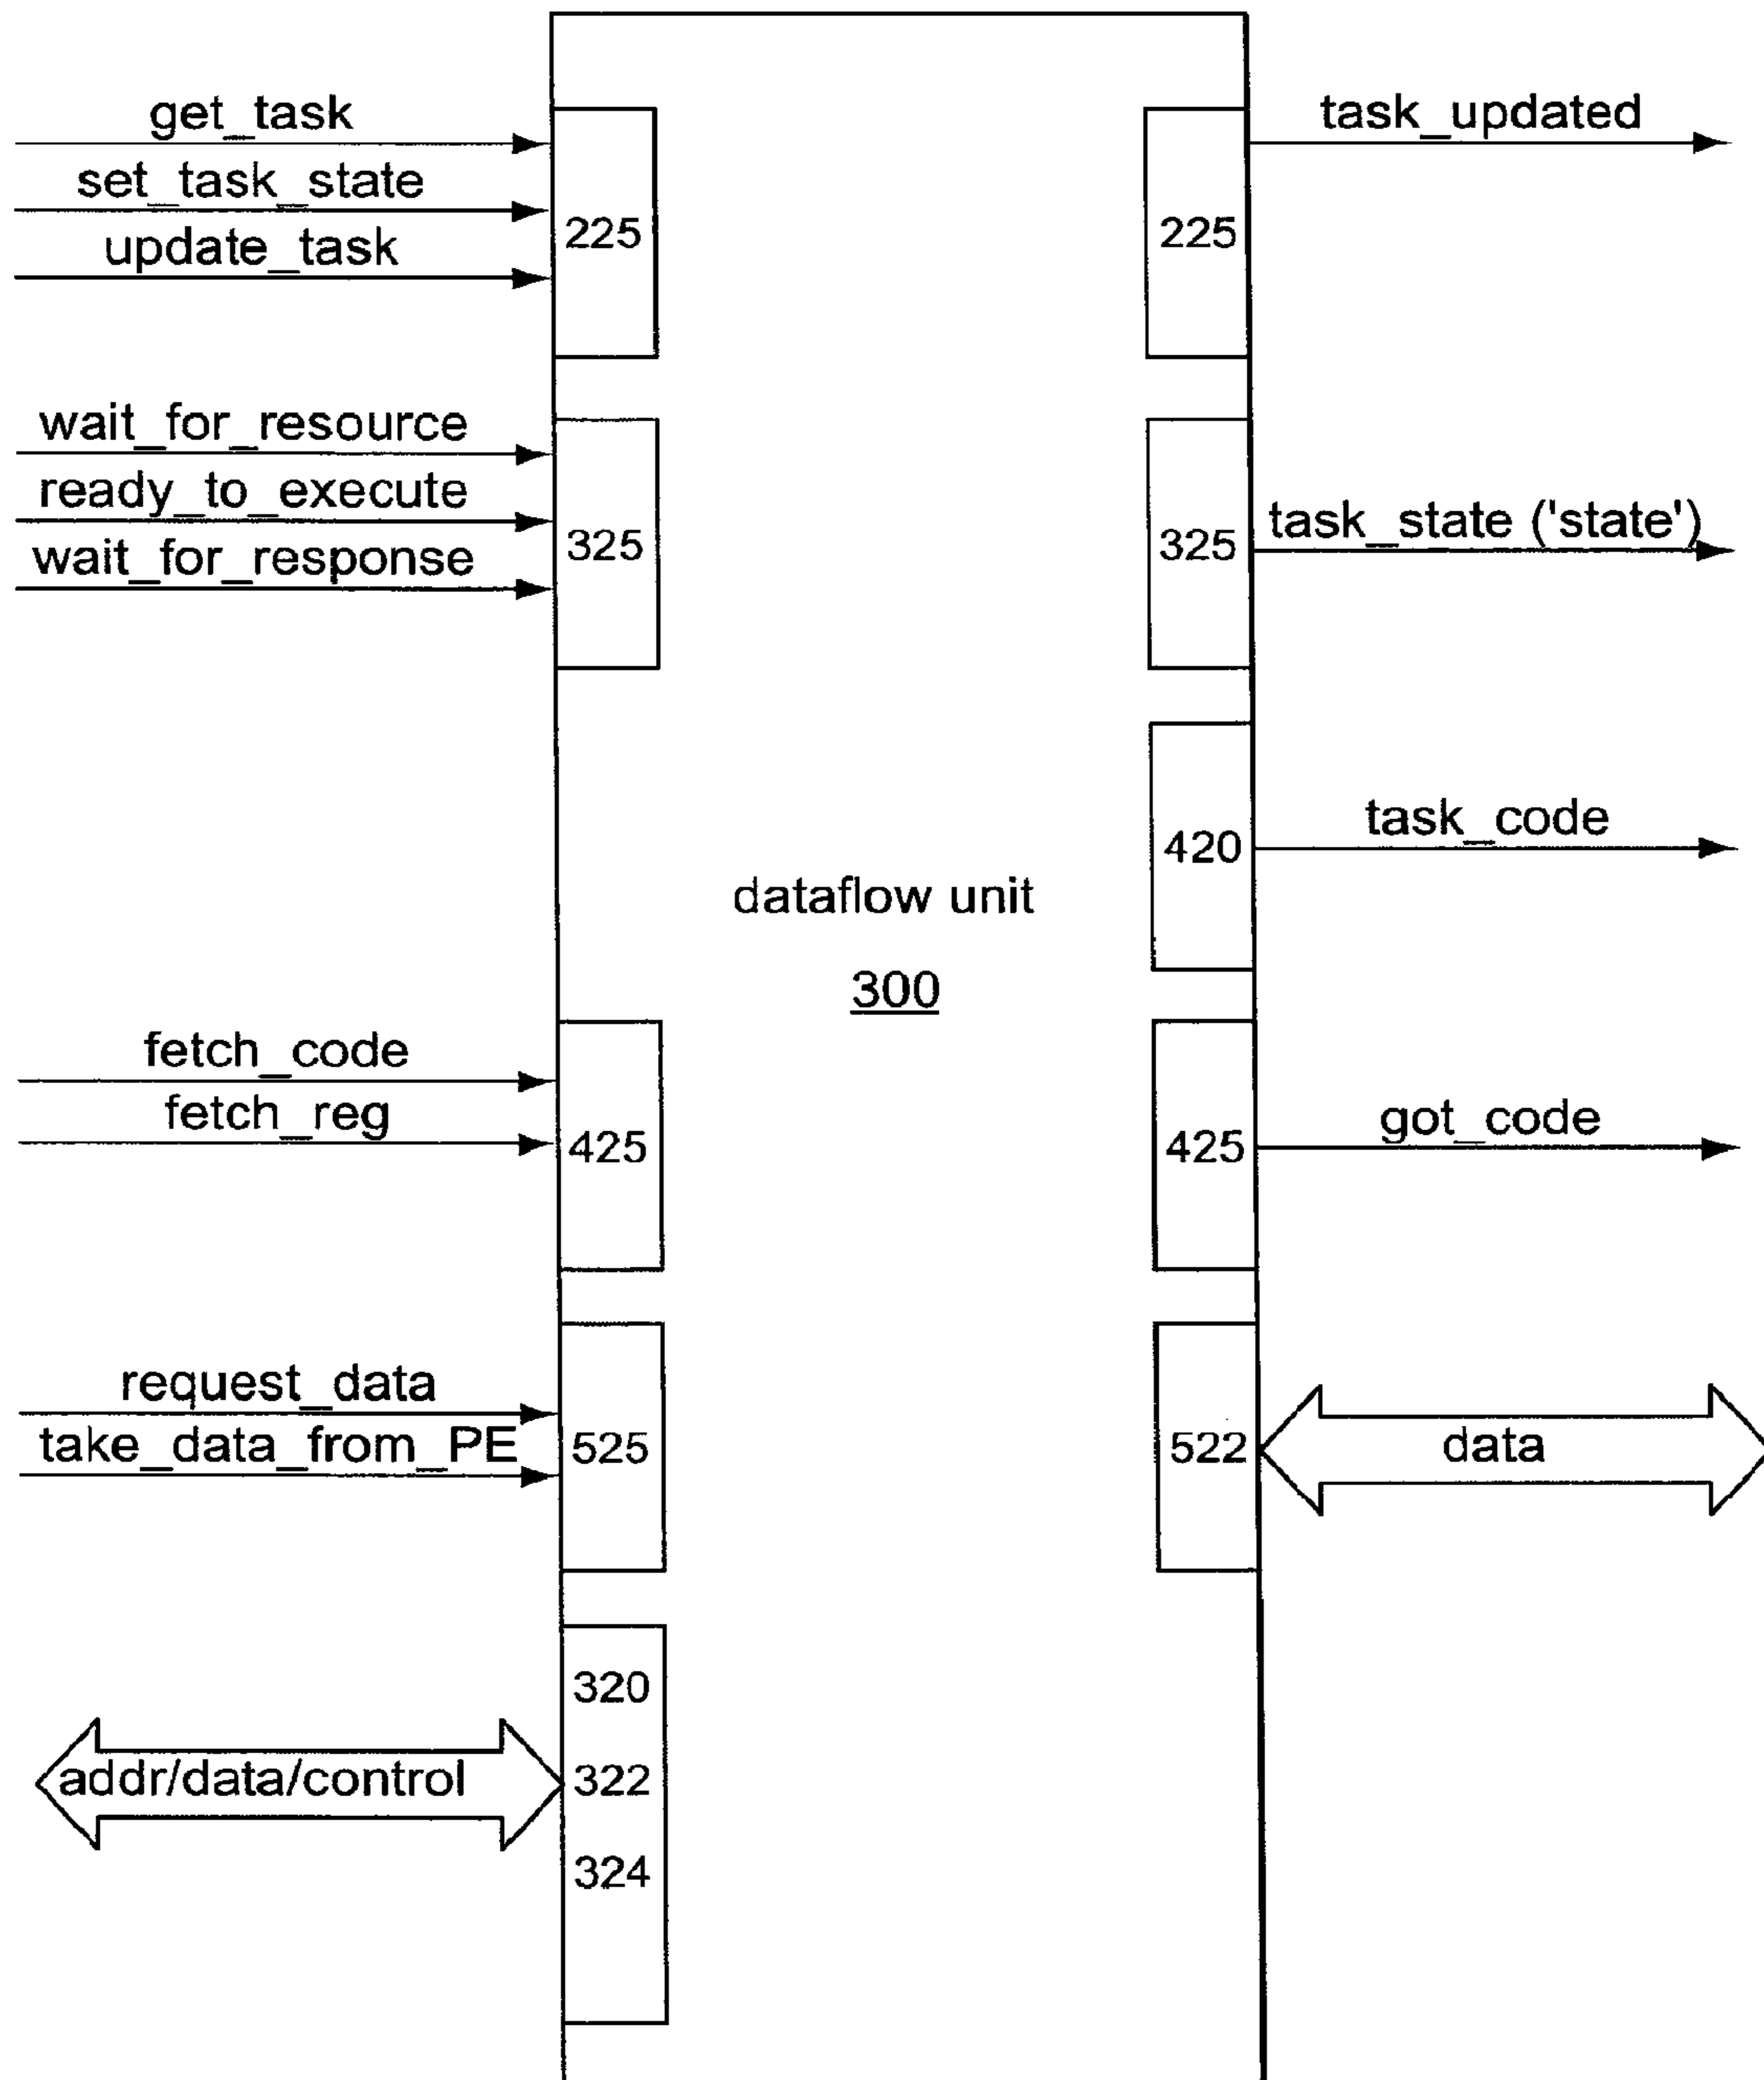 get_task
set_task_state
update_task
225
225
task_updated
wait_for_resource
ready_to_execute
wait_for_response
325
325
task_state ('state')
420
task_code
dataflow unit
300
fetch_code
fetch_reg
425
425
got_code
request_data
take_data_from_PE
525
522
data
320
addr/data/control
322
324